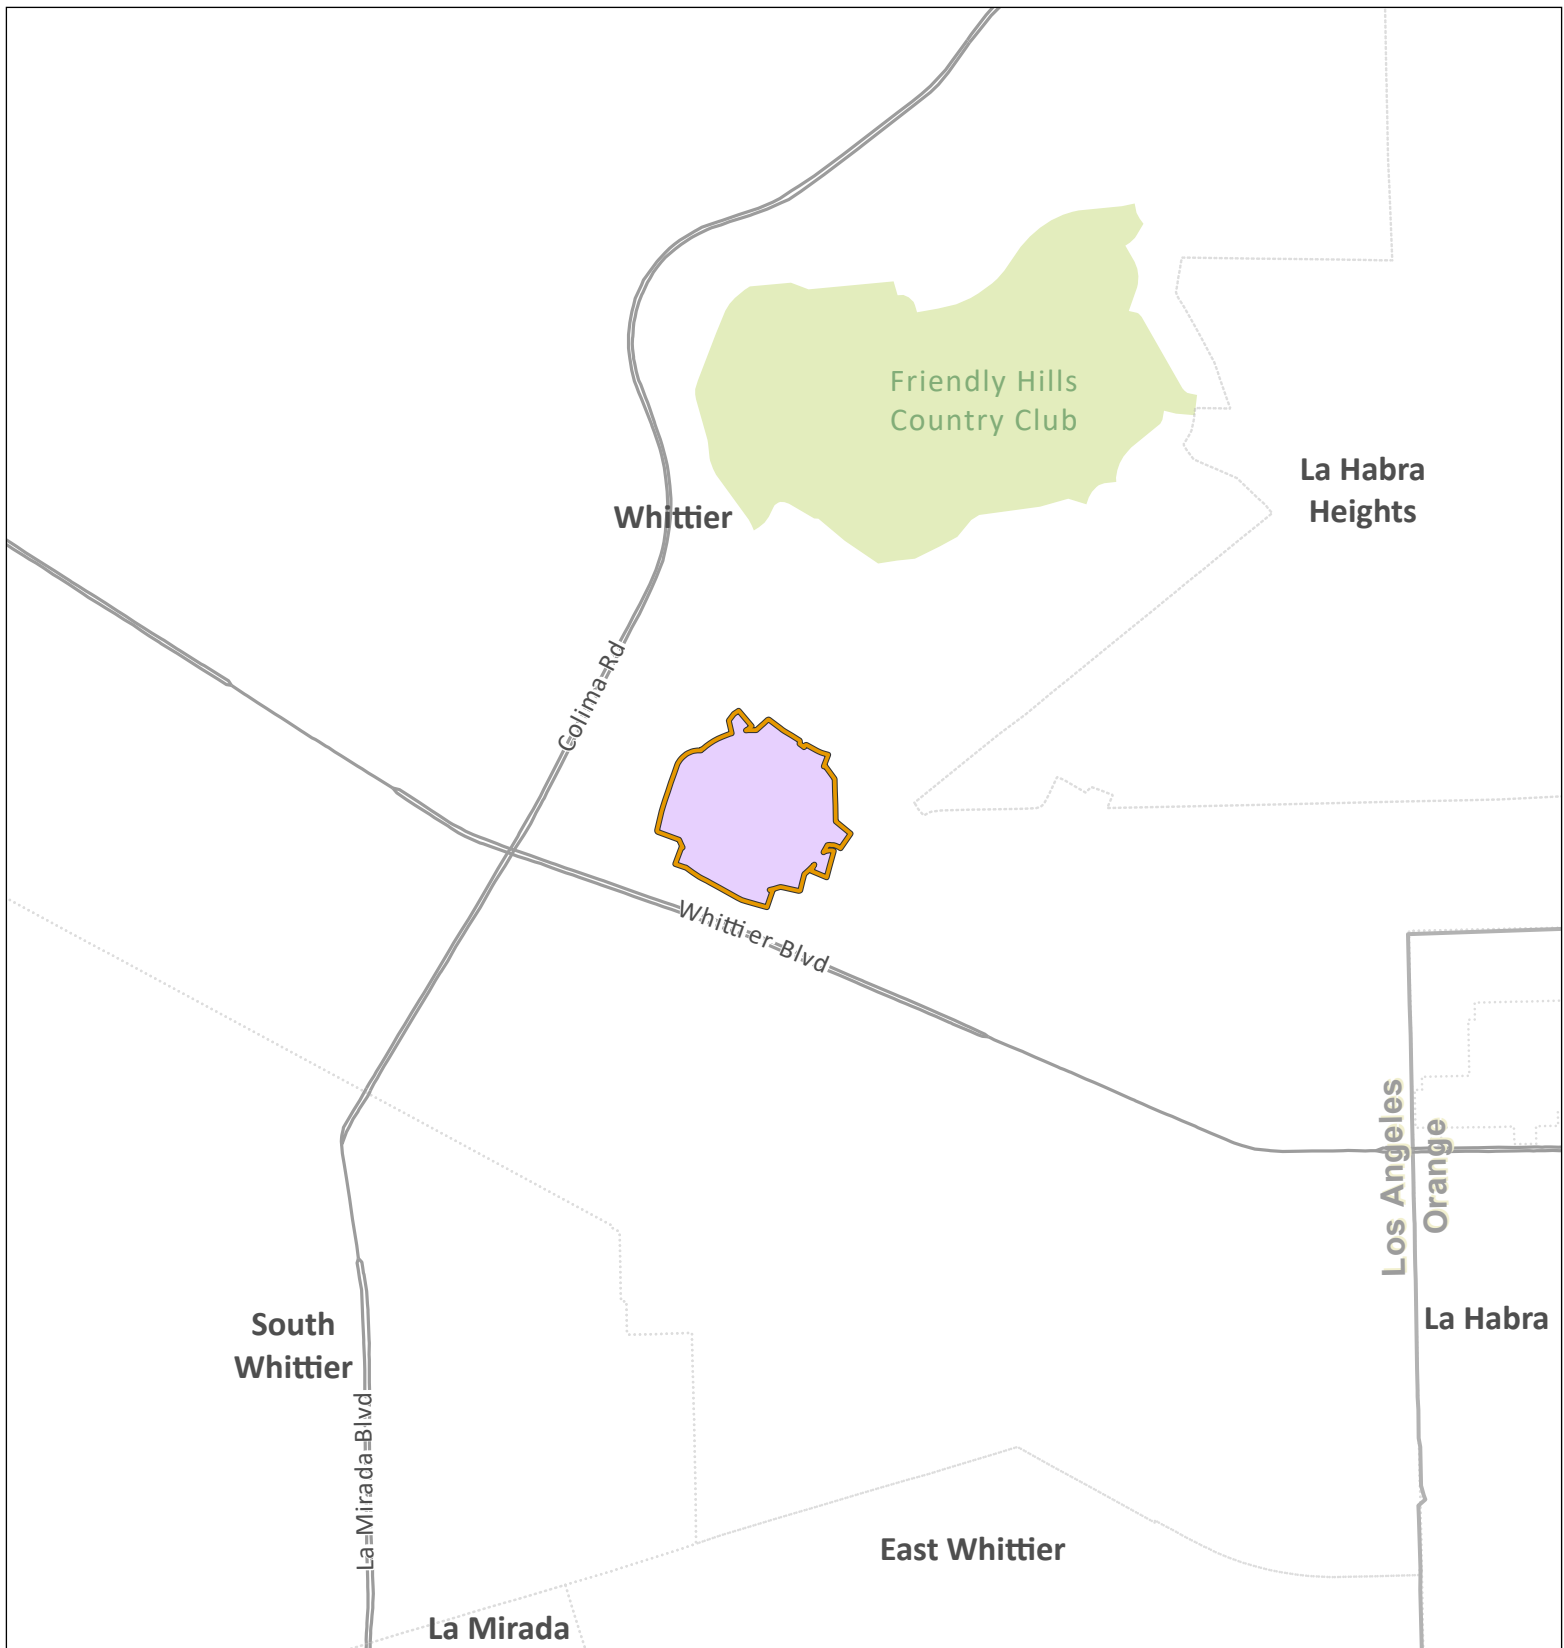 Friendly Hills
Country Club
La Habra
Heights
Whittier
Colima Rd
Whittier Blvd
Los Angeles
Orange
South
Whittier
La Habra
La Mirada Blvd
East Whittier
La Mirada